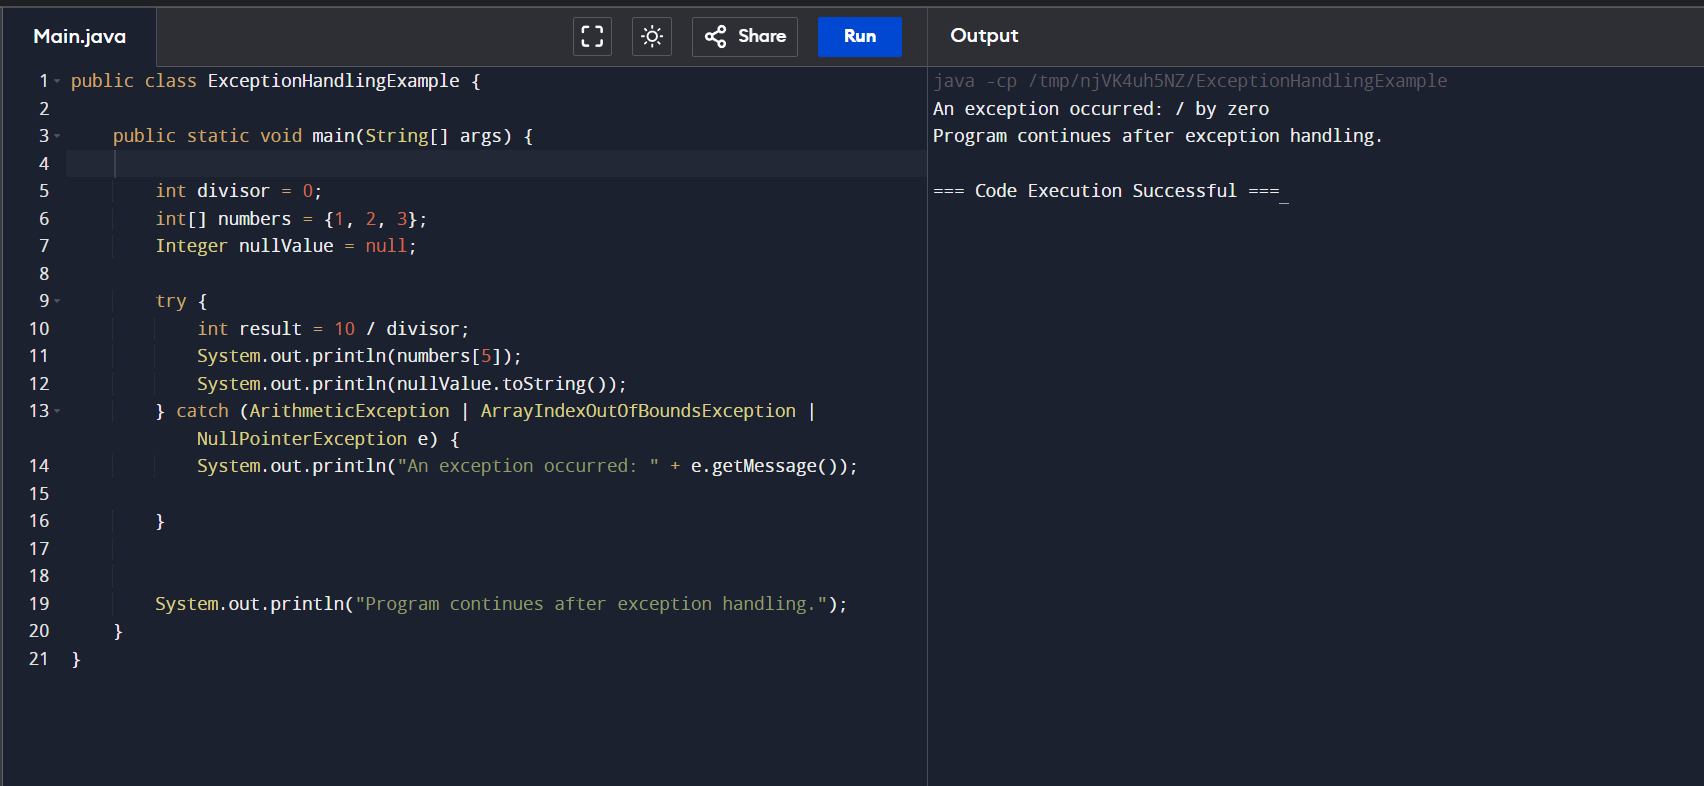 Main.java
Share
Run
Output
1 public class ExceptionHandlingExample {
2
3     public static void main(String[] args) {
4
5         int divisor = 0;
6         int[] numbers = {1, 2, 3};
7         Integer nullValue = null;
8
9         try {
10             int result = 10 / divisor;
11             System.out.println(numbers[5]);
12             System.out.println(nullValue.toString());
13         } catch (ArithmeticException | ArrayIndexOutOfBoundsException |
            NullPointerException e) {
14             System.out.println("An exception occurred: " + e.getMessage());
15
16         }
17
18
19         System.out.println("Program continues after exception handling.");
20     }
21 }
java -cp /tmp/njVK4uh5NZ/ExceptionHandlingExample
An exception occurred: / by zero
Program continues after exception handling.
=== Code Execution Successful ===_